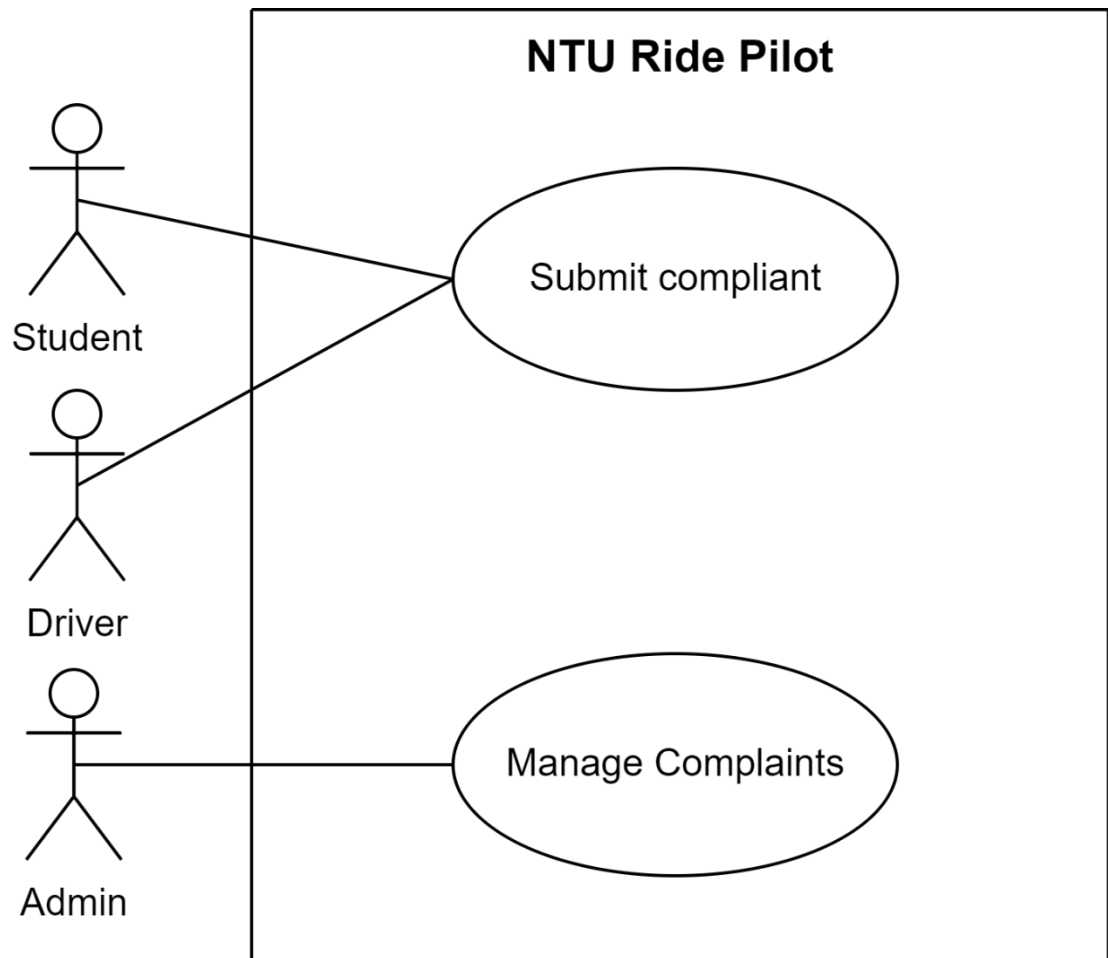 NTU Ride Pilot
Submit compliant
Student
Driver
Manage Complaints
Admin